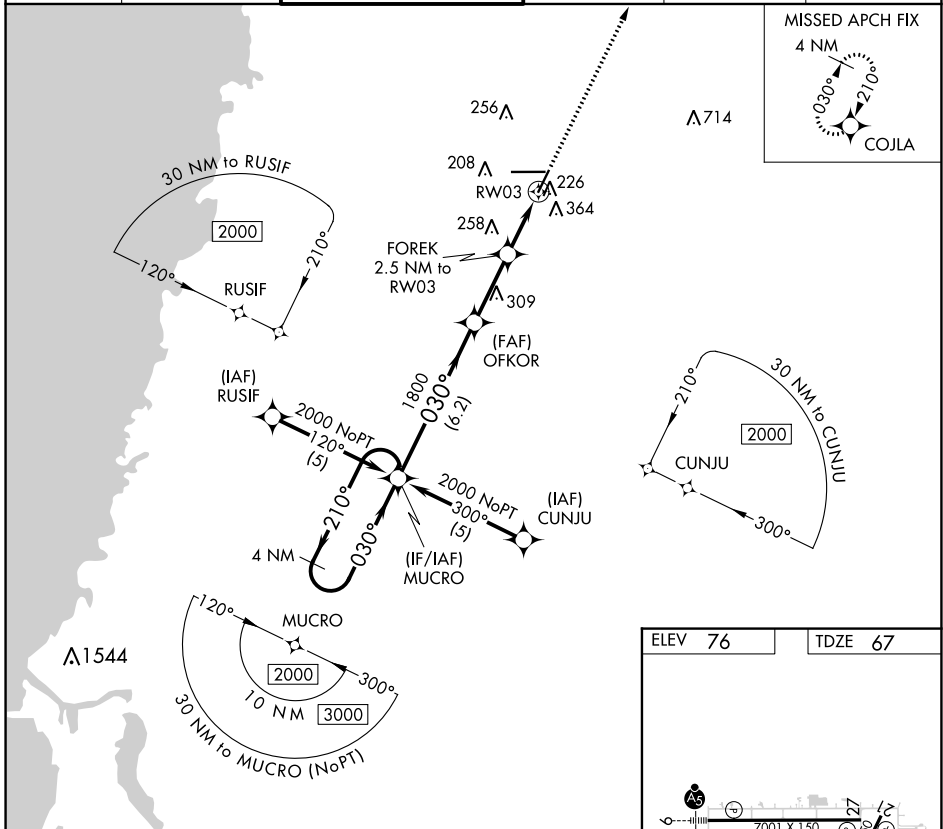 MISSED APCH FIX
4 NM
030°
210°
COJLA
256
714
30 NM to RUSIF
2000
210°
120°
RUSIF
208
RW03
226
364
258
FOREK
2.5 NM to
RW03
309
(FAF)
OFKOR
1800
030°
(6.2)
(IAF)
RUSIF
2000 NoPT
120°
(5)
30 NM to CUNJU
210°
2000
CUNJU
300°
2000 NoPT
300°
(5)
(IAF)
CUNJU
210°
030°
4 NM
(IF/IAF)
MUCRO
120°
MUCRO
2000
300°
10 NM
3000
30 NM to MUCRO (NoPT)
1544
ELEV 76
TDZE 67
A5
P
27
21
9
7001 X 150